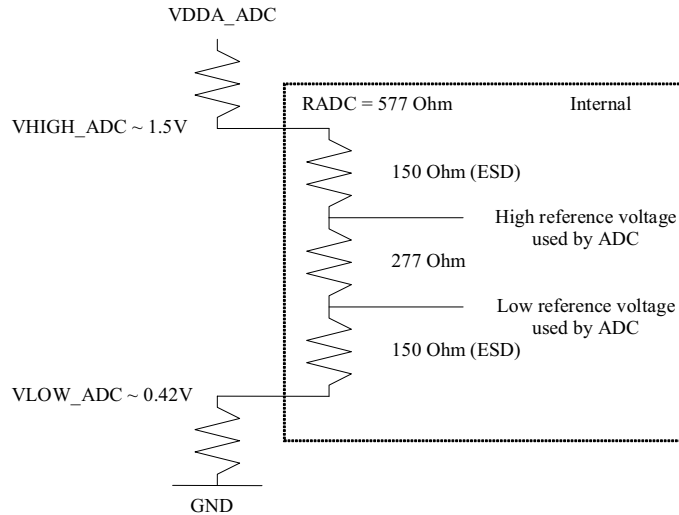 VDDA_ADC
RADC = 577 Ohm
Internal
VHIGH_ADC ~ 1.5V
150 Ohm (ESD)
High reference voltage
used by ADC
277 Ohm
Low reference voltage
used by ADC
150 Ohm (ESD)
VLOW_ADC ~ 0.42V
GND